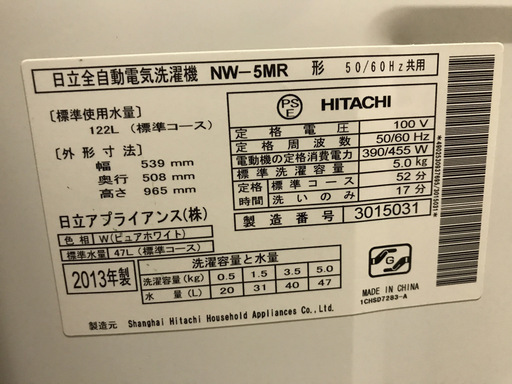 日立全自動電気洗濯機 NW-5MR 形 50/60Hz共用
〔標準使用水量〕
122L (標準コース)
〔外形寸法〕
幅 539 mm
奥行 508 mm
高さ 965 mm
日立アプライアンス(株)
色相 W(ピュアホワイト)
標準水量 47L(標準コース)
PS
E
HITACHI
定格電圧 100 V
定格周波数 50/60 Hz
電動機の定格消費電力 390/455 W
標準洗濯容量 5.0 kg
定格時間 標準コース 52分
洗いのみ 17分
製造番号 3015031
2013年製
洗濯容量と水量
洗濯容量(kg) 0.5 1.5 3.5 5.0
水量(L) 20 31 40 47
G
MADE IN CHINA
1CHSD7283-A
製造元 Shanghai Hitachi Household Appliances Co.,Ltd.